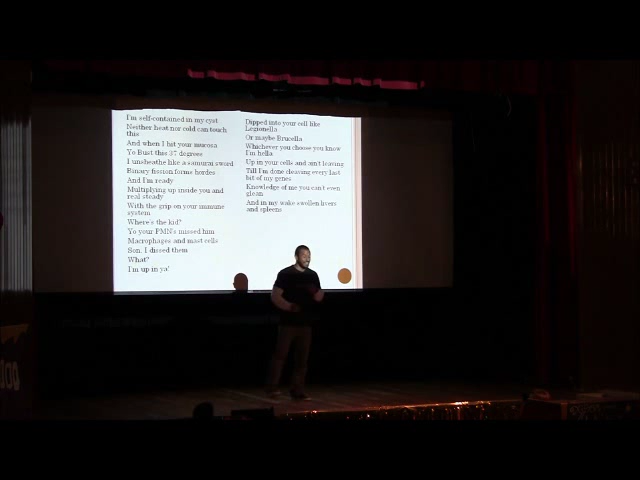 I'm self-contained in my cyst
Neither heat nor cold can touch
this
And when I hit your mucosa
Yo Bust this 37 degrees
I unsheathe like a samurai sword
Binary fission forms hordes
And I'm ready
Multiplying up inside you and
real steady
With the grip on your immune
system
Where's the kid?
Yo your PMN's missed him
Macrophages and mast cells
Son, I dissed them
What?
I'm up in ya!
Dipped into your cell like
Legionella
Or maybe Brucella
Whichever you choose you know
I'm hella
Up in your cells and ain't leaving
Till I'm done cleaving every last
bit of my genes
Knowledge of me you can't even
glean
And in my wake swollen livers
and spleens